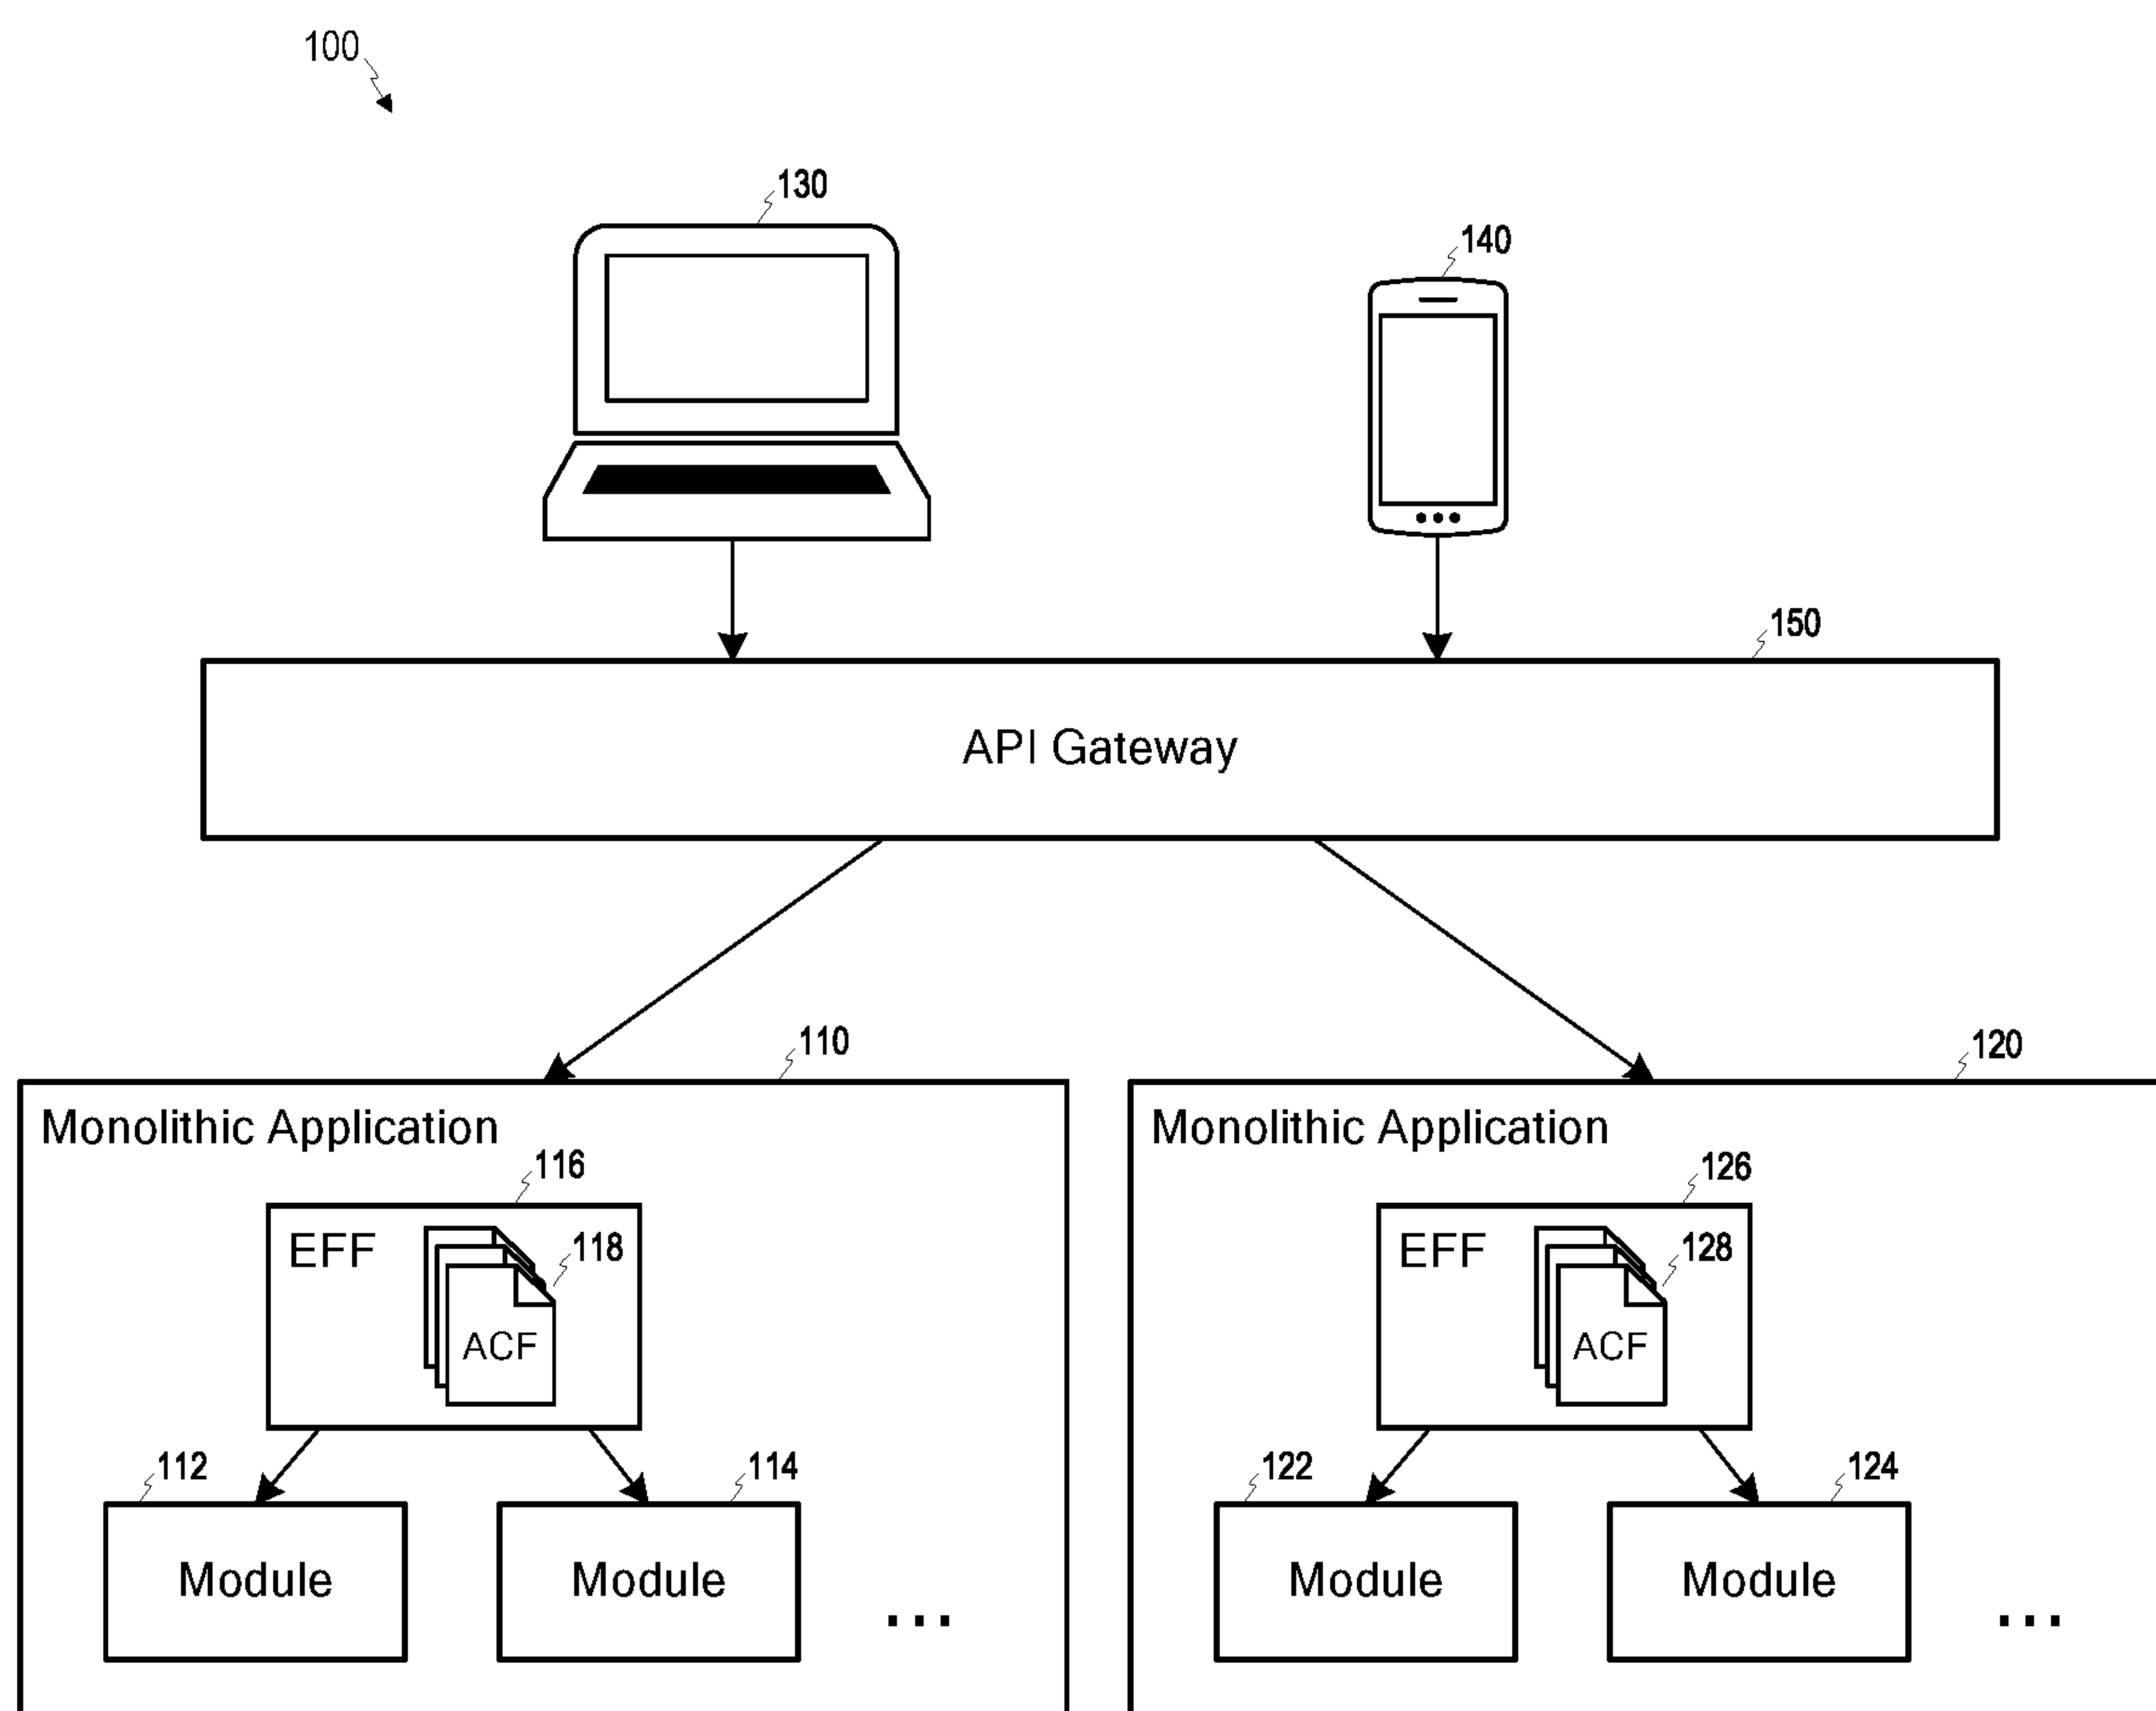 100
130
140
150
API Gateway
110
120
Monolithic Application
Monolithic Application
116
126
EFF
118
EFF
128
ACF
ACF
112
114
122
124
Module
Module
...
Module
Module
...